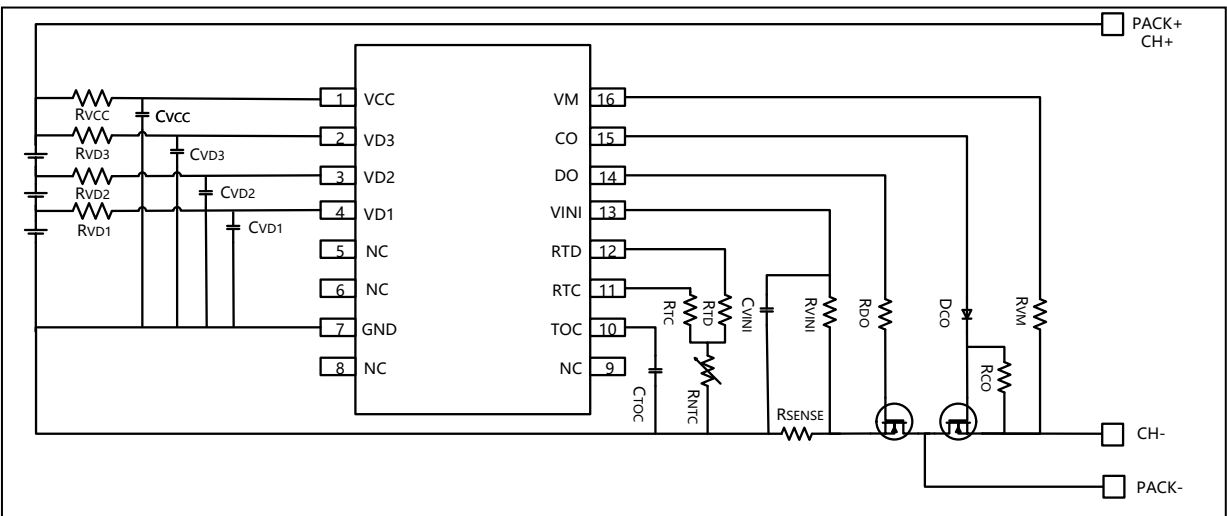 PACK+
CH+
RVCC
CVCC
RVD3
CVD3
RVD2
CVD2
RVD1
CVD1
1 VCC
2 VD3
3 VD2
4 VD1
5 NC
6 NC
7 GND
8 NC
VM 16
CO 15
DO 14
VINI 13
RTD 12
RTC 11
TOC 10
NC 9
RTC
RTD
CVINI
RVINI
RDO
DCO
RVM
RCO
CTOC
RNTC
RSENSE
CH-
PACK-